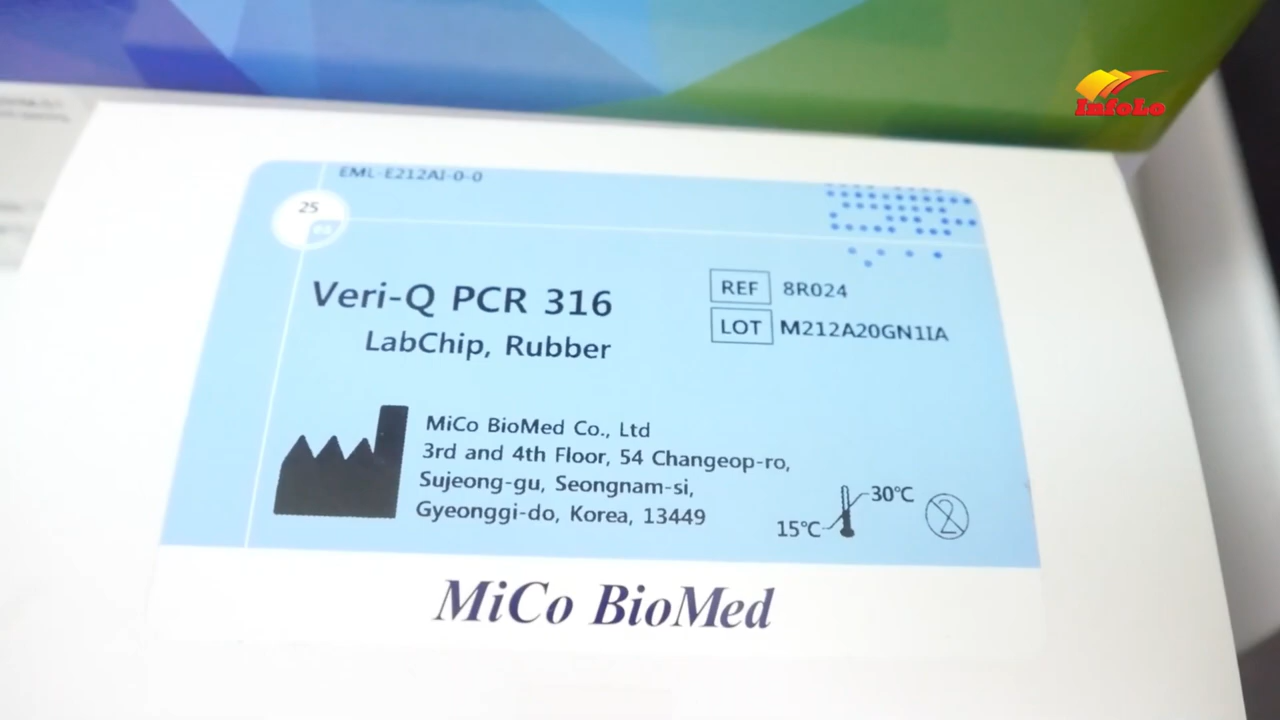 InfoLo
EML-E212AI-0-0
25
Veri-Q PCR 316
LabChip, Rubber
REF 8R024
LOT M212A20GN1IA
MiCo BioMed Co., Ltd
3rd and 4th Floor, 54 Changeop-ro,
Sujeong-gu, Seongnam-si,
Gyeonggi-do, Korea, 13449
15℃ 30℃
2
MiCo BioMed